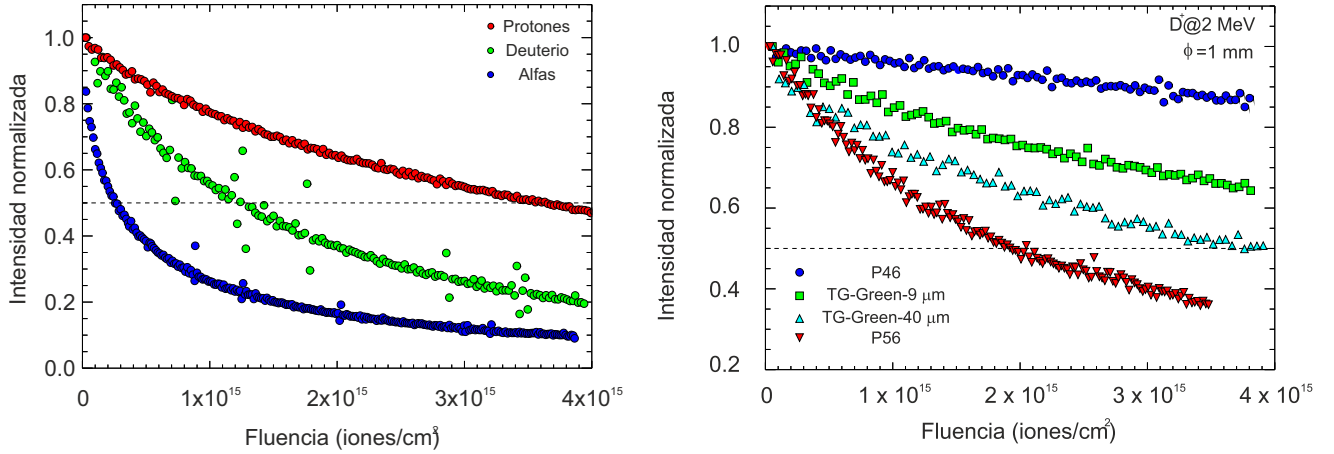 Intensidad normalizada
1.0
0.8
0.6
0.4
0.2
0.0
Protones
Deuterio
Alfas
0 1x10¹⁵ 2x10¹⁵ 3x10¹⁵ 4x10¹⁵
Fluencia (iones/cm²)
Intensidad normalizada
1.0
0.8
0.6
0.4
0.2
D⁺@2 MeV
ϕ =1 mm
P46
TG-Green-9 μm
TG-Green-40 μm
P56
0 1 x 10¹⁵ 2 x 10¹⁵ 3 x 10¹⁵ 4 x 10¹⁵
Fluencia (iones/cm²)